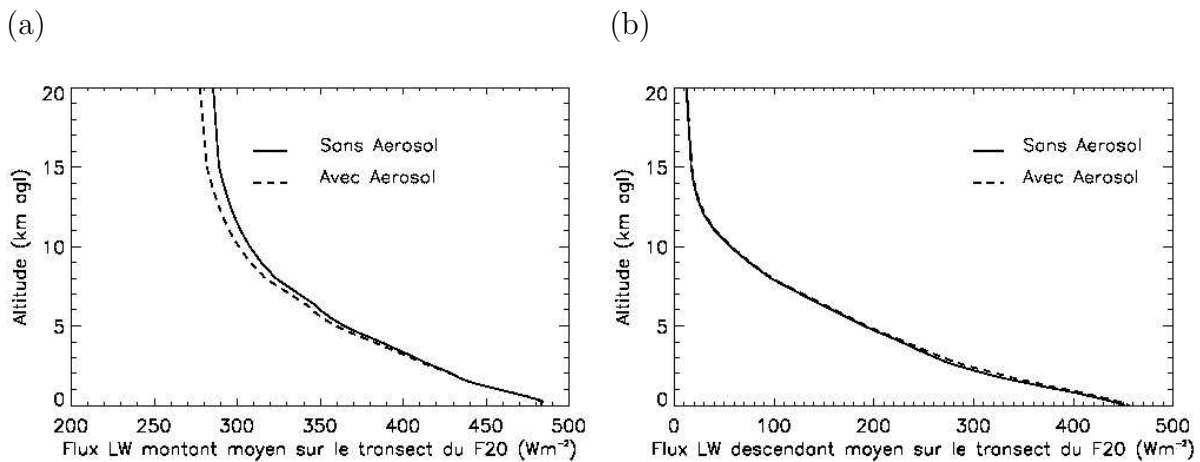 (a)
20
15
10
5
0
Altitude (km agl)
Sans Aerosol
Avec Aerosol
200 250 300 350 400 450 500
Flux LW montant moyen sur le transect du F20 (Wm⁻²)
(b)
20
15
10
5
0
Altitude (km agl)
Sans Aerosol
Avec Aerosol
0 100 200 300 400 500
Flux LW descendant moyen sur le transect du F20 (Wm⁻²)